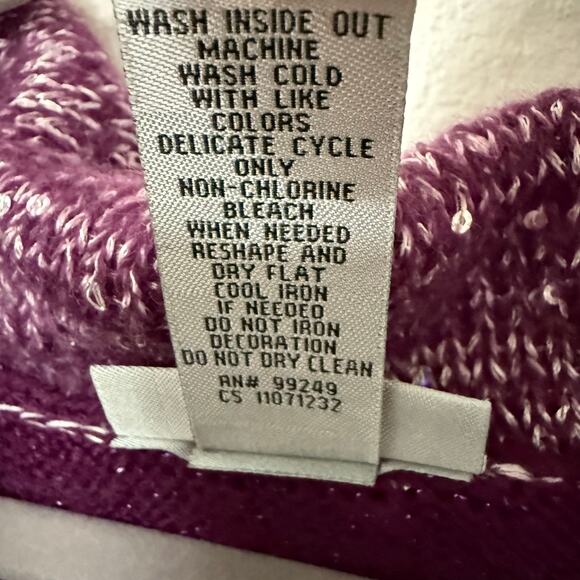 WASH INSIDE OUT
MACHINE
WASH COLD
WITH LIKE
COLORS
DELICATE CYCLE
ONLY
NON-CHLORINE
BLEACH
WHEN NEEDED
RESHAPE AND
DRY FLAT
COOL IRON
IF NEEDED
DO NOT IRON
DECORATION
DO NOT DRY CLEAN
RN# 99249
CS 11071232